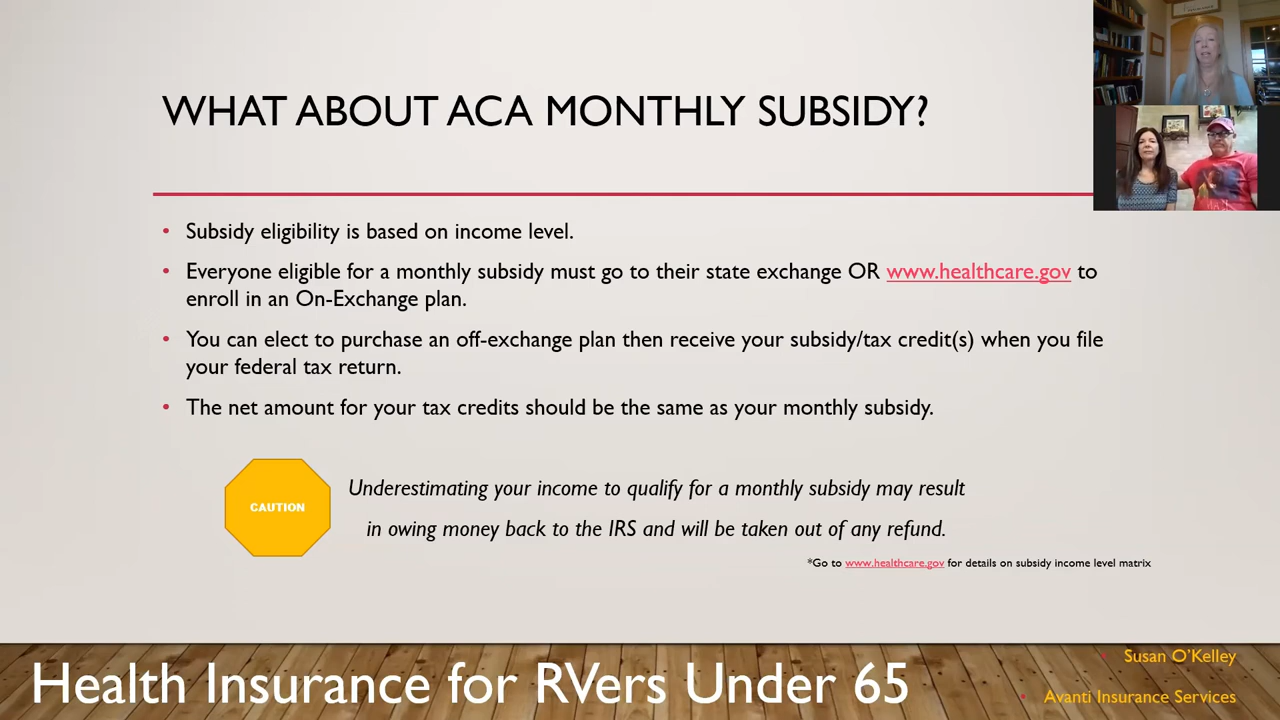 WHAT ABOUT ACA MONTHLY SUBSIDY?
• Subsidy eligibility is based on income level.
• Everyone eligible for a monthly subsidy must go to their state exchange OR www.healthcare.gov to
enroll in an On-Exchange plan.
• You can elect to purchase an off-exchange plan then receive your subsidy/tax credit(s) when you file
your federal tax return.
• The net amount for your tax credits should be the same as your monthly subsidy.
CAUTION
Underestimating your income to qualify for a monthly subsidy may result
in owing money back to the IRS and will be taken out of any refund.
*Go to www.healthcare.gov for details on subsidy income level matrix
Health Insurance for RVers Under 65
• Susan O'Kelley
• Avanti Insurance Services